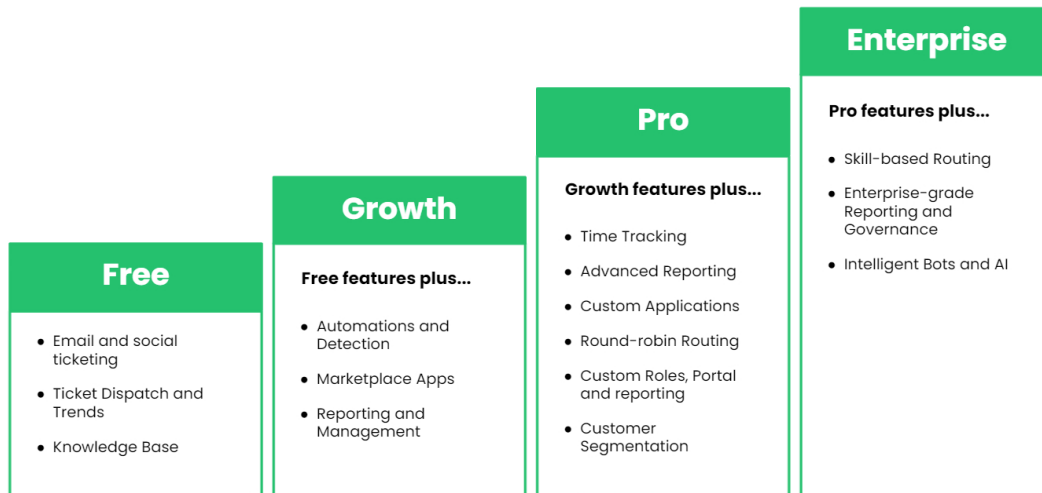 Free
Email and social
ticketing
Ticket Dispatch and
Trends
Knowledge Base
Growth
Free features plus...
Automations and
Detection
Marketplace Apps
Reporting and
Management
Pro
Growth features plus...
Time Tracking
Advanced Reporting
Custom Applications
Round-robin Routing
Custom Roles, Portal
and reporting
Customer
Segmentation
Enterprise
Pro features plus...
Skill-based Routing
Enterprise-grade
Reporting and
Governance
Intelligent Bots and AI